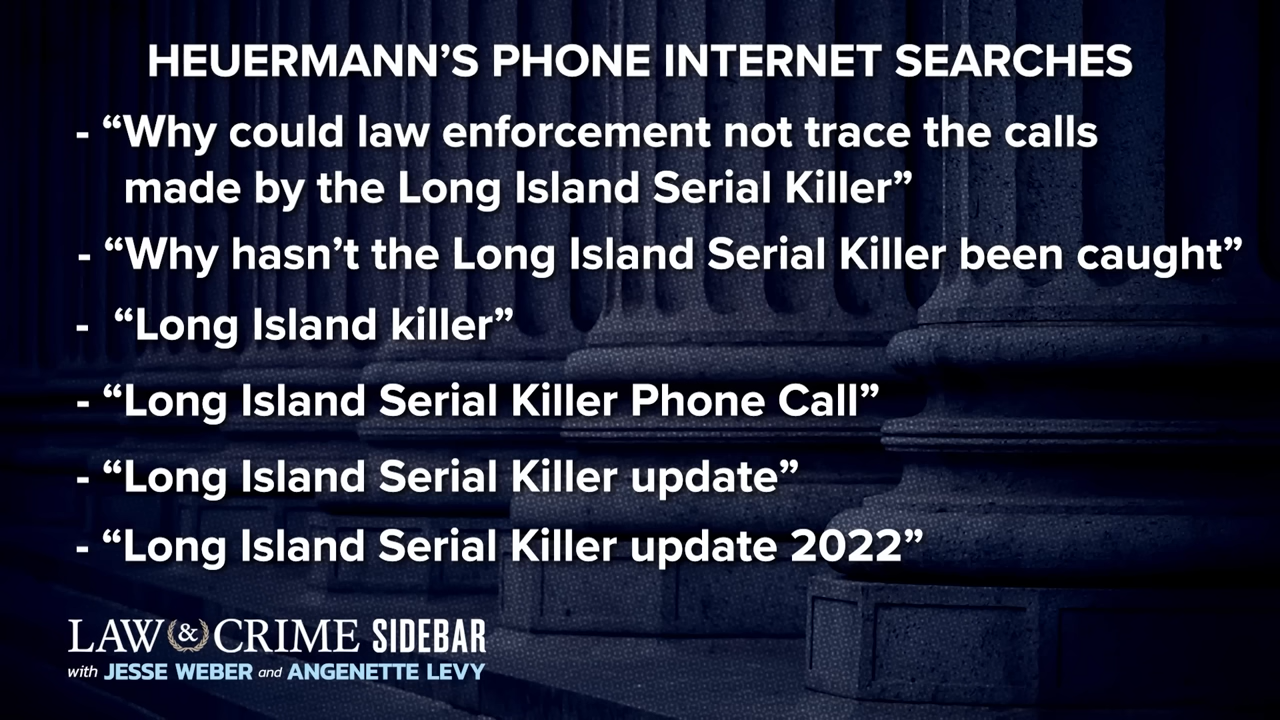 HEUERMANN’S PHONE INTERNET SEARCHES
- “Why could law enforcement not trace the calls
made by the Long Island Serial Killer”
- “Why hasn’t the Long Island Serial Killer been caught”
- “Long Island killer”
- “Long Island Serial Killer Phone Call”
- “Long Island Serial Killer update”
- “Long Island Serial Killer update 2022”
LAW & CRIME SIDEBAR
with JESSE WEBER and ANGENETTE LEVY